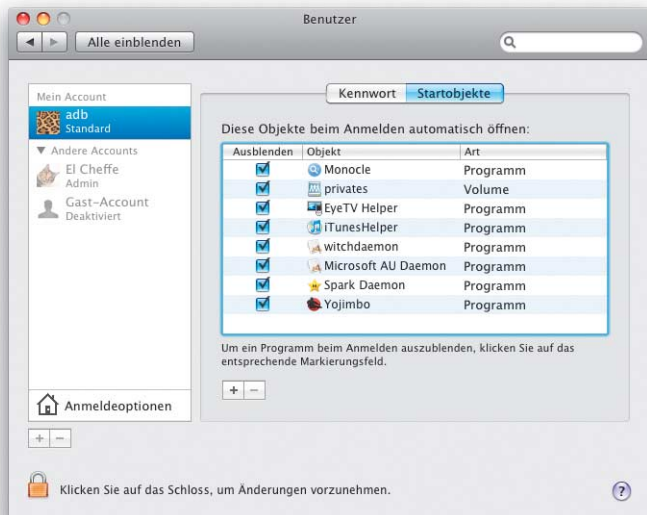 Benutzer
Alle einblenden
Mein Account
adb
Standard
Andere Accounts
El Cheffe
Admin
Gast-Account
Deaktiviert
Anmeldeoptionen
Kennwort Startobjekte
Diese Objekte beim Anmelden automatisch öffnen:
Ausblenden Objekt Art
Monocle Programm
privates Volume
EyeTV Helper Programm
iTunesHelper Programm
witchdaemon Programm
Microsoft AU Daemon Programm
Spark Daemon Programm
Yojimbo Programm
Um ein Programm beim Anmelden auszublenden, klicken Sie auf das
entsprechende Markierungsfeld.
+ −
+ −
Klicken Sie auf das Schloss, um Änderungen vorzunehmen.
?